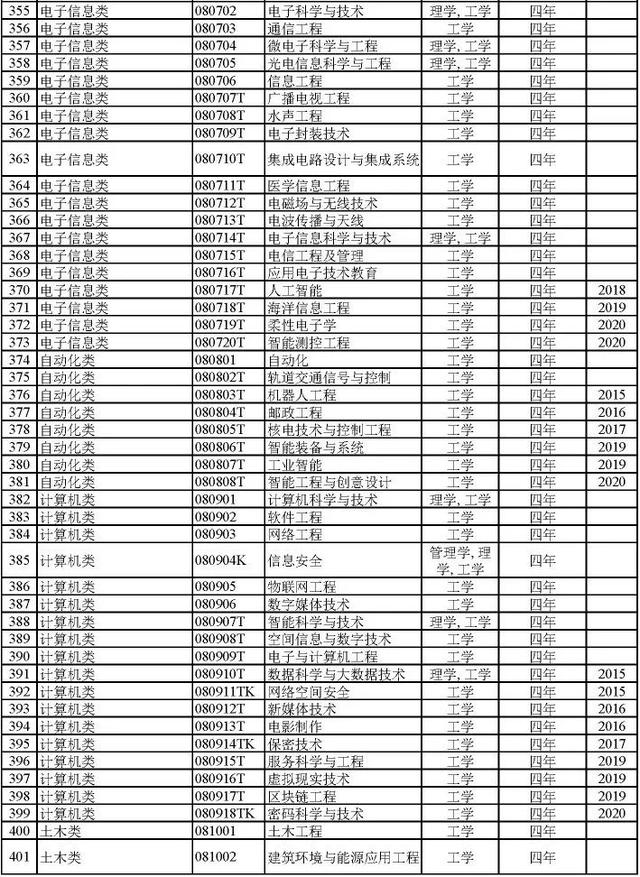 355 电子信息类 080702 电子科学与技术 理学,工学 四年
356 电子信息类 080703 通信工程 工学 四年
357 电子信息类 080704 微电子科学与工程 理学,工学 四年
358 电子信息类 080705 光电信息科学与工程 理学,工学 四年
359 电子信息类 080706 信息工程 工学 四年
360 电子信息类 080707T 广播电视工程 工学 四年
361 电子信息类 080708T 水声工程 工学 四年
362 电子信息类 080709T 电子封装技术 工学 四年
363 电子信息类 080710T 集成电路设计与集成系统 工学 四年
364 电子信息类 080711T 医学信息工程 工学 四年
365 电子信息类 080712T 电磁场与无线技术 工学 四年
366 电子信息类 080713T 电波传播与天线 工学 四年
367 电子信息类 080714T 电子信息科学与技术 理学,工学 四年
368 电子信息类 080715T 电信工程及管理 工学 四年
369 电子信息类 080716T 应用电子技术教育 工学 四年
370 电子信息类 080717T 人工智能 工学 四年 2018
371 电子信息类 080718T 海洋信息工程 工学 四年 2019
372 电子信息类 080719T 柔性电子学 工学 四年 2020
373 电子信息类 080720T 智能测控工程 工学 四年 2020
374 自动化类 080801 自动化 工学 四年
375 自动化类 080802T 轨道交通信号与控制 工学 四年
376 自动化类 080803T 机器人工程 工学 四年 2015
377 自动化类 080804T 邮政工程 工学 四年 2016
378 自动化类 080805T 核电技术与控制工程 工学 四年 2017
379 自动化类 080806T 智能装备与系统 工学 四年 2019
380 自动化类 080807T 工业智能 工学 四年 2019
381 自动化类 080808T 智能工程与创意设计 工学 四年 2020
382 计算机类 080901 计算机科学与技术 理学,工学 四年
383 计算机类 080902 软件工程 工学 四年
384 计算机类 080903 网络工程 工学 四年
385 计算机类 080904K 信息安全 管理学,理学,工学 四年
386 计算机类 080905 物联网工程 工学 四年
387 计算机类 080906 数字媒体技术 工学 四年
388 计算机类 080907T 智能科学与技术 理学,工学 四年
389 计算机类 080908T 空间信息与数字技术 工学 四年
390 计算机类 080909T 电子与计算机工程 工学 四年
391 计算机类 080910T 数据科学与大数据技术 理学,工学 四年 2015
392 计算机类 080911TK 网络空间安全 工学 四年 2015
393 计算机类 080912T 新媒体技术 工学 四年 2016
394 计算机类 080913T 电影制作 工学 四年 2016
395 计算机类 080914TK 保密技术 工学 四年 2017
396 计算机类 080915T 服务科学与工程 工学 四年 2019
397 计算机类 080916T 虚拟现实技术 工学 四年 2019
398 计算机类 080917T 区块链工程 工学 四年 2019
399 计算机类 080918TK 密码科学与技术 工学 四年 2020
400 土木类 081001 土木工程 工学 四年
401 土木类 081002 建筑环境与能源应用工程 工学 四年